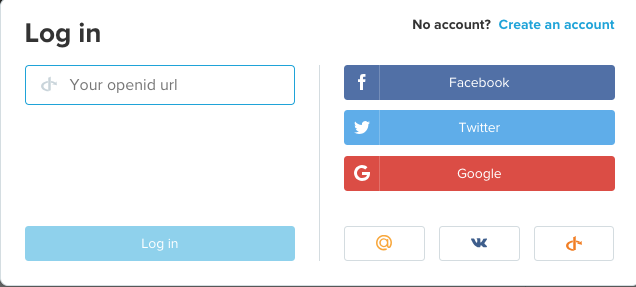 Log in
No account? Create an account
Your openid url
Log in
Facebook
Twitter
Google